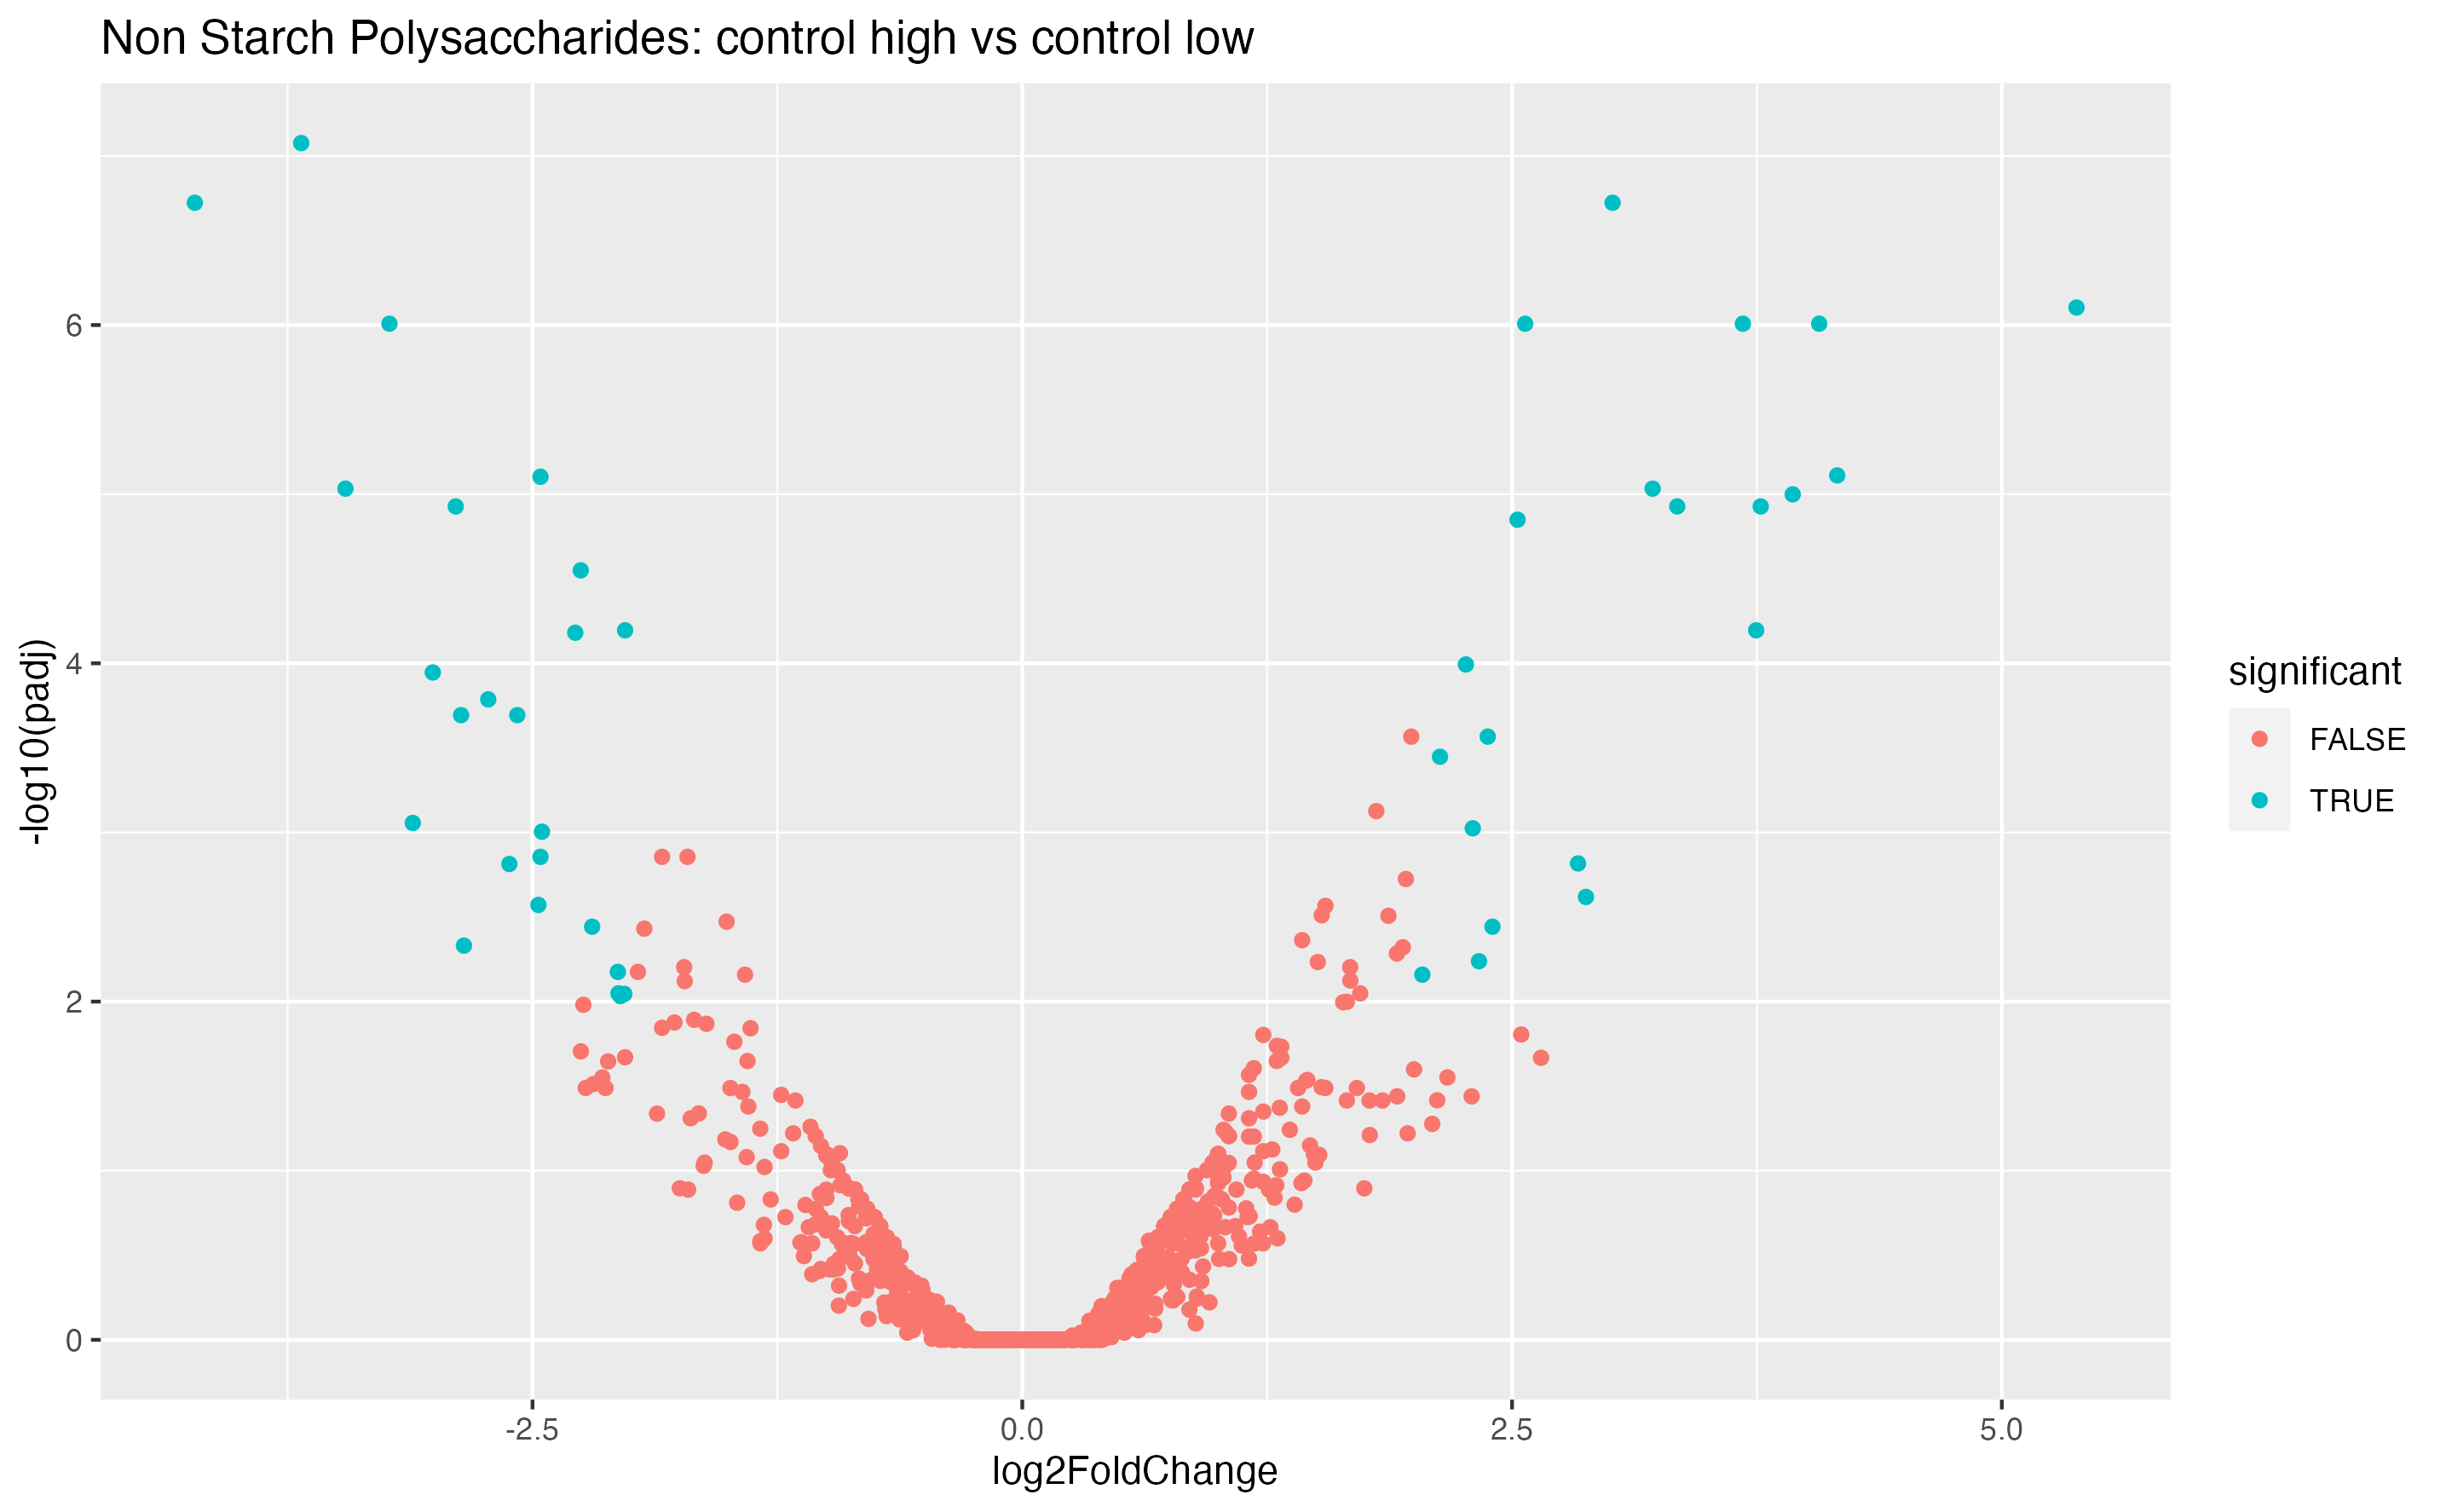 Non Starch Polysaccharides: control high vs control low
-log10(padj)
6
4
2
0
-2.5
0.0
2.5
5.0
log2FoldChange
significant
FALSE
TRUE